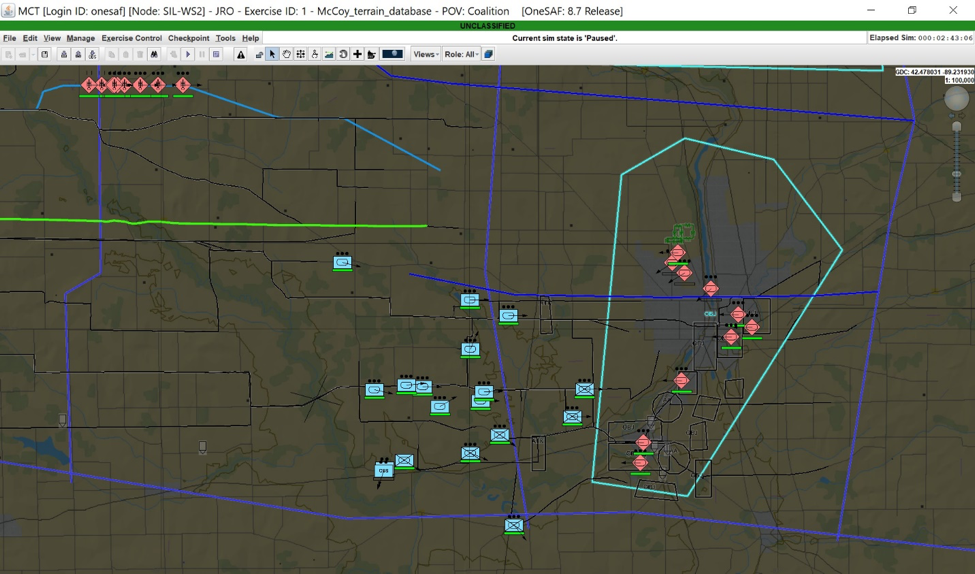 MCT [Login ID: onesaf] [Node: SIL-WS2] - JRO - Exercise ID: 1 - McCoy_terrain_database - POV: Coalition [OneSAF: 8.7 Release]
UNCLASSIFIED
File Edit View Manage Exercise Control Checkpoint Tools Help
Current sim state is 'Paused'.
Elapsed Sim: 000:02:43:06
Views Role: All
GDC: 42.478031 -89.231930
1: 100,000
OBJ